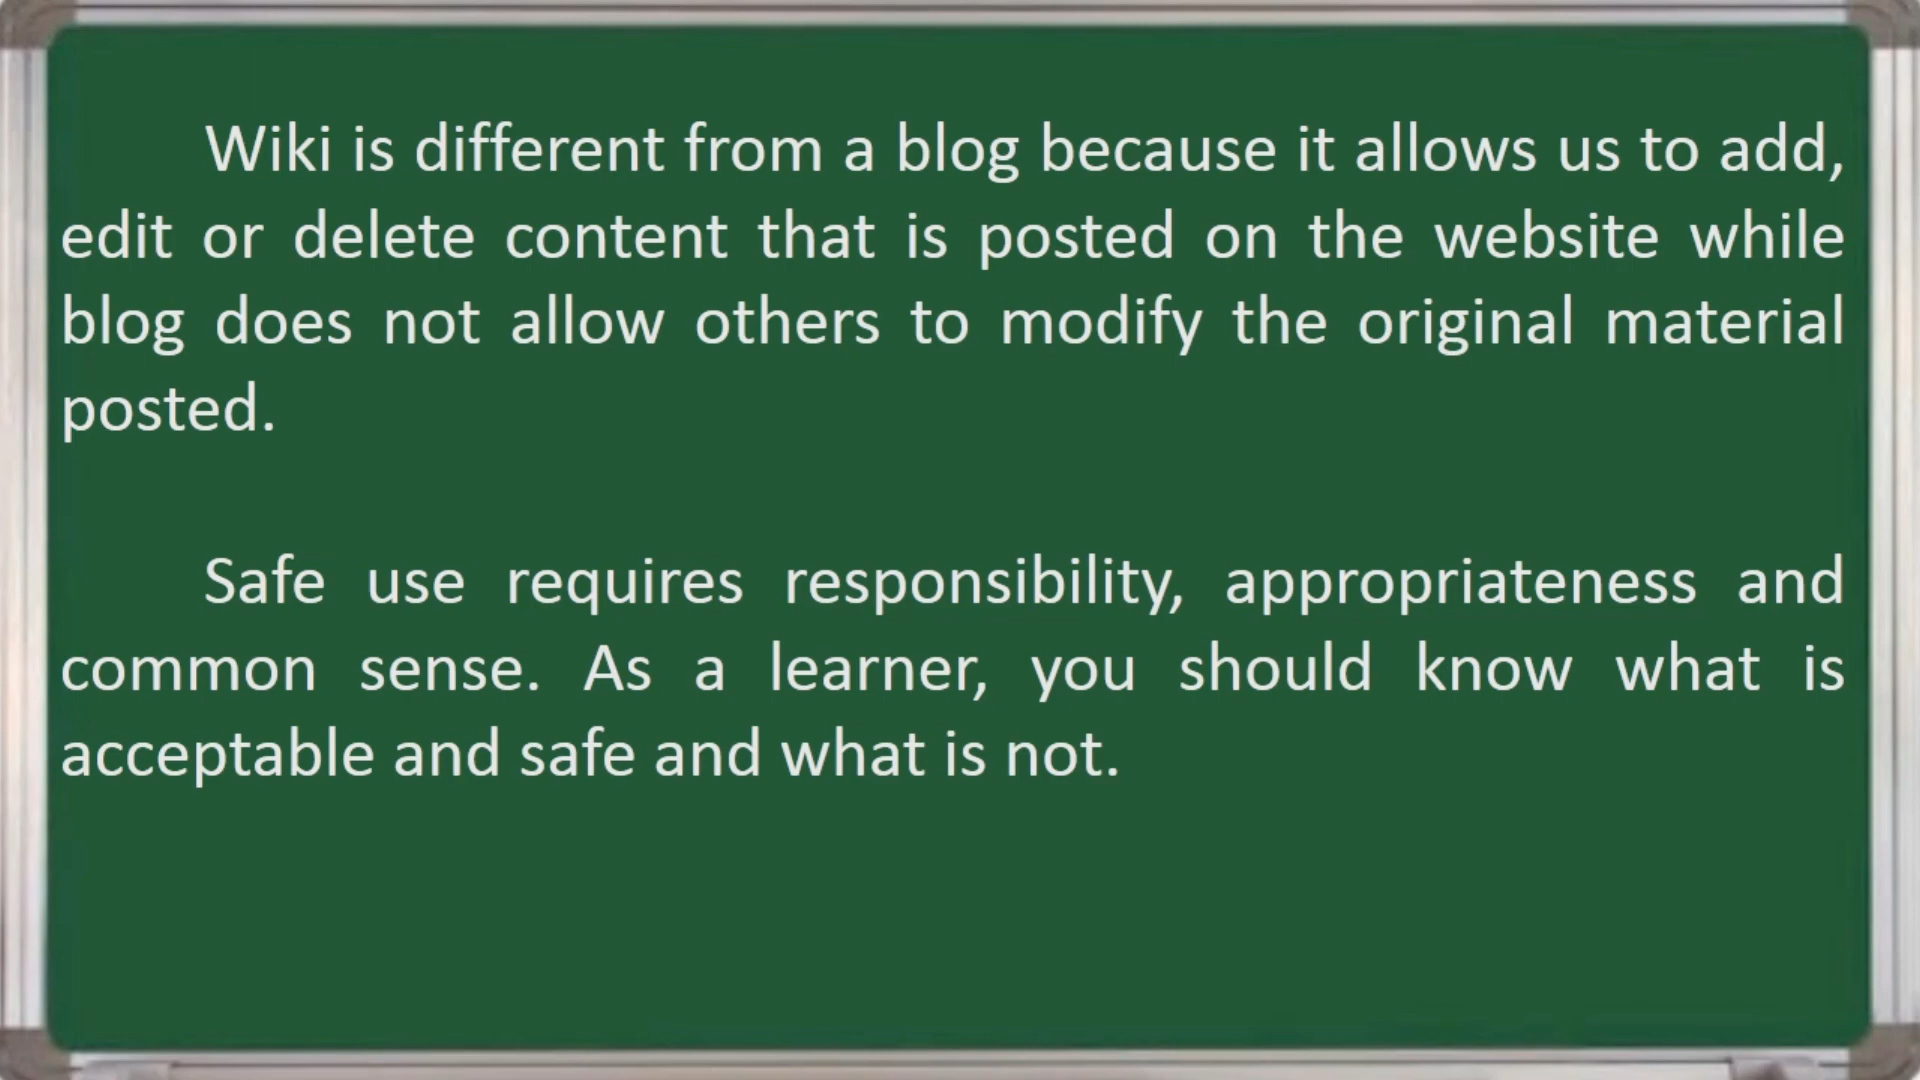 Wiki is different from a blog because it allows us to add,
edit or delete content that is posted on the website while
blog does not allow others to modify the original material
posted.
Safe use requires responsibility, appropriateness and
common sense. As a learner, you should know what is
acceptable and safe and what is not.